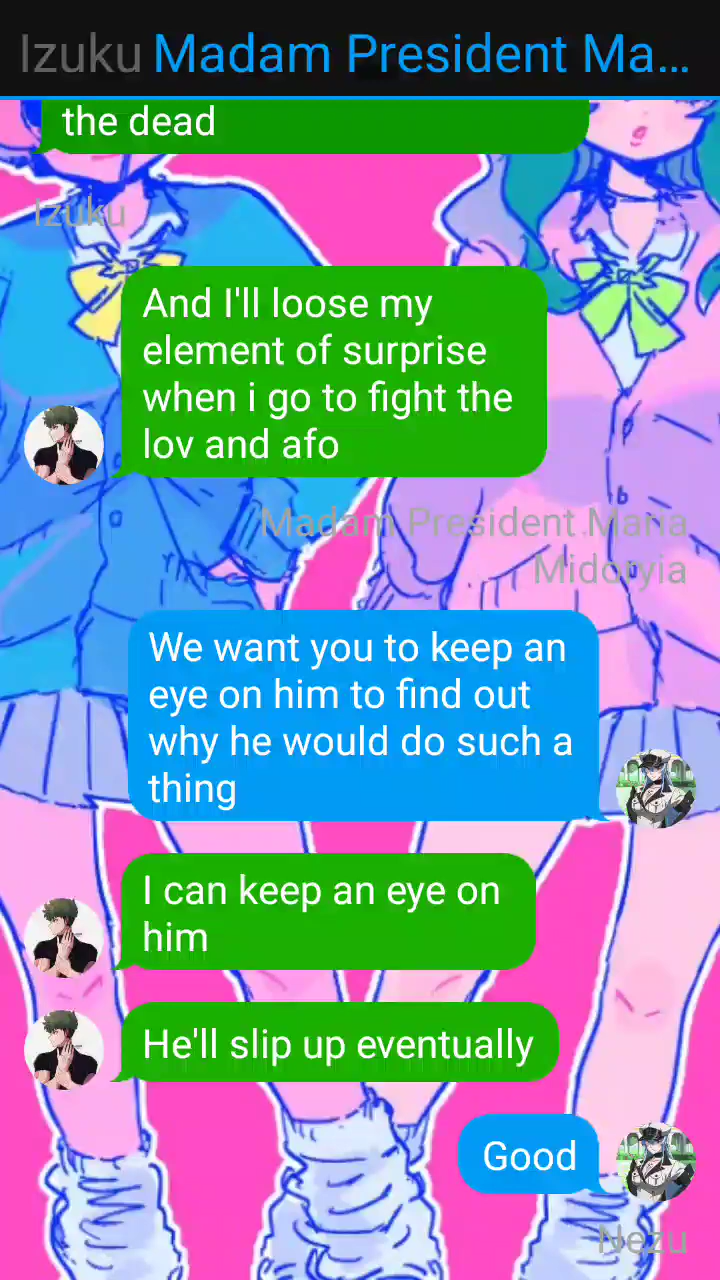 Izuku Madam President Ma...
the dead
Izuku
And I'll loose my
element of surprise
when i go to fight the
lov and afo
Madam President Maria
Midoryia
We want you to keep an
eye on him to find out
why he would do such a
thing
I can keep an eye on
him
He'll slip up eventually
Good
Nezu